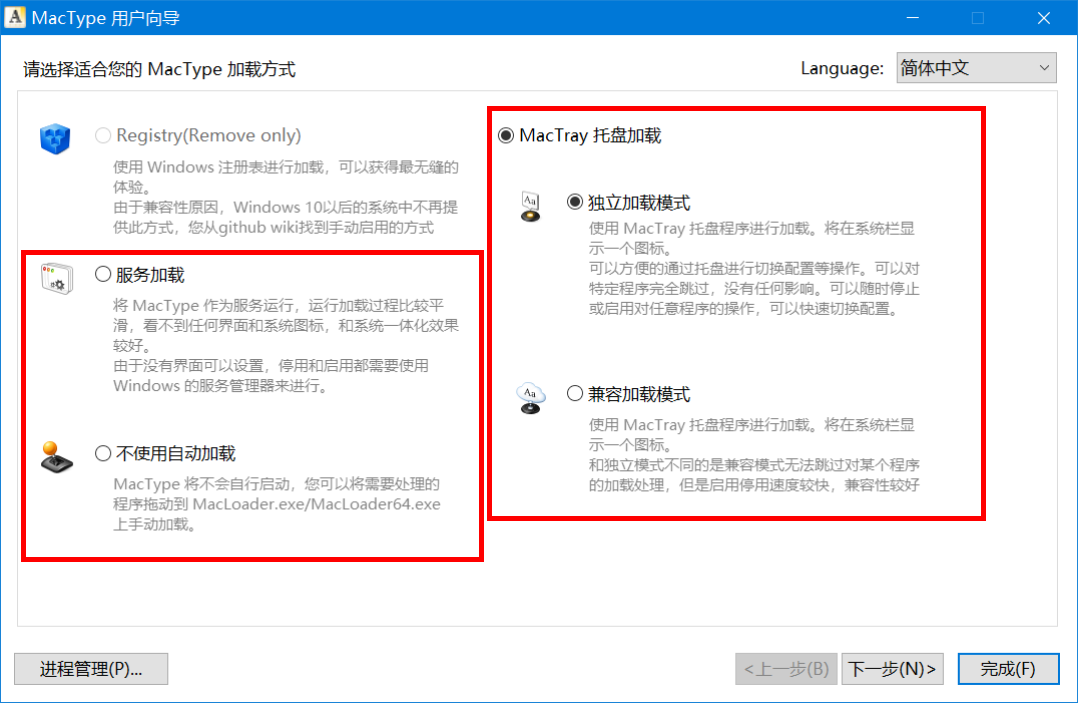 MacType 用户向导
请选择适合您的 MacType 加载方式
Language: 简体中文
Registry(Remove only)
使用 Windows 注册表进行加载，可以获得最无缝的
体验。
由于兼容性原因，Windows 10以后的系统中不再提
供此方式，您从github wiki找到手动启用的方式
服务加载
将 MacType 作为服务运行，运行加载过程比较平
滑，看不到任何界面和系统图标，和系统一体化效果
较好。
由于没有界面可以设置，停用和启用都需要使用
Windows 的服务管理器来进行。
不使用自动加载
MacType 将不会自行启动，您可以将需要处理的
程序拖动到 MacLoader.exe/MacLoader64.exe
上手动加载。
MacTray 托盘加载
Aa
独立加载模式
使用 MacTray 托盘程序进行加载。将在系统栏显
示一个图标。
可以方便的通过托盘进行切换配置等操作。可以对
特定程序完全跳过，没有任何影响。可以随时停止
或启用对任意程序的操作，可以快速切换配置。
Aa
兼容加载模式
使用 MacTray 托盘程序进行加载。将在系统栏显
示一个图标。
和独立模式不同的是兼容模式无法跳过对某个程序
的加载处理，但是启用停用速度较快，兼容性较好
进程管理(P)...
<上一步(B)
下一步(N)>
完成(F)